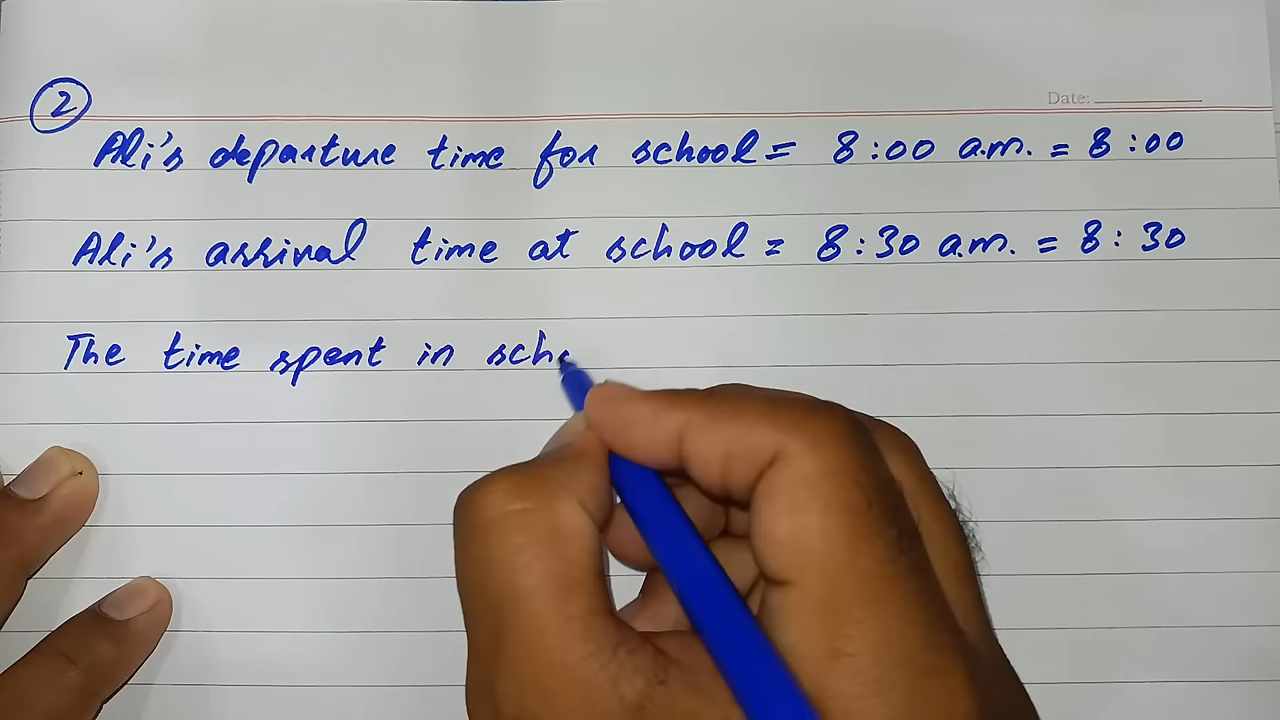 Date:
2
Ali's departure time for school = 8:00 a.m. = 8:00
Ali's arrival time at school = 8:30 a.m. = 8:30
The time spent in scho